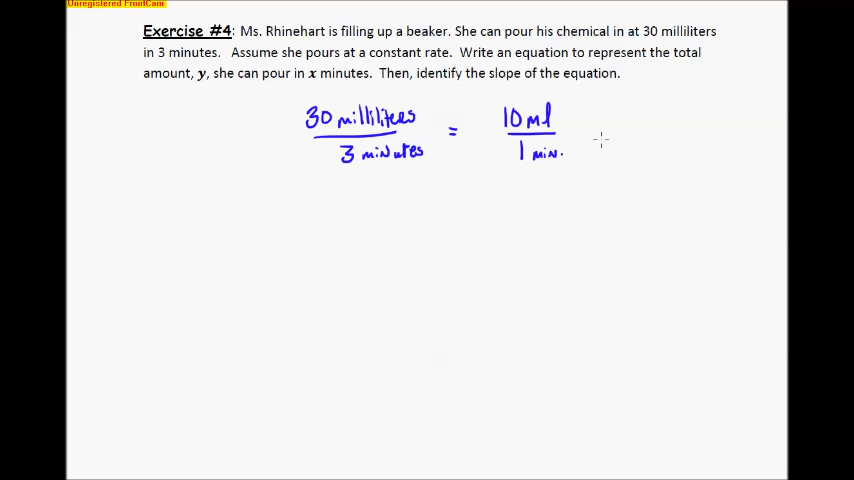 Unregistered FrontCam
Exercise #4: Ms. Rhinehart is filling up a beaker. She can pour his chemical in at 30 milliliters
in 3 minutes. Assume she pours at a constant rate. Write an equation to represent the total
amount, y, she can pour in x minutes. Then, identify the slope of the equation.
30 milliliters = 10 ml
3 minutes 1 min.